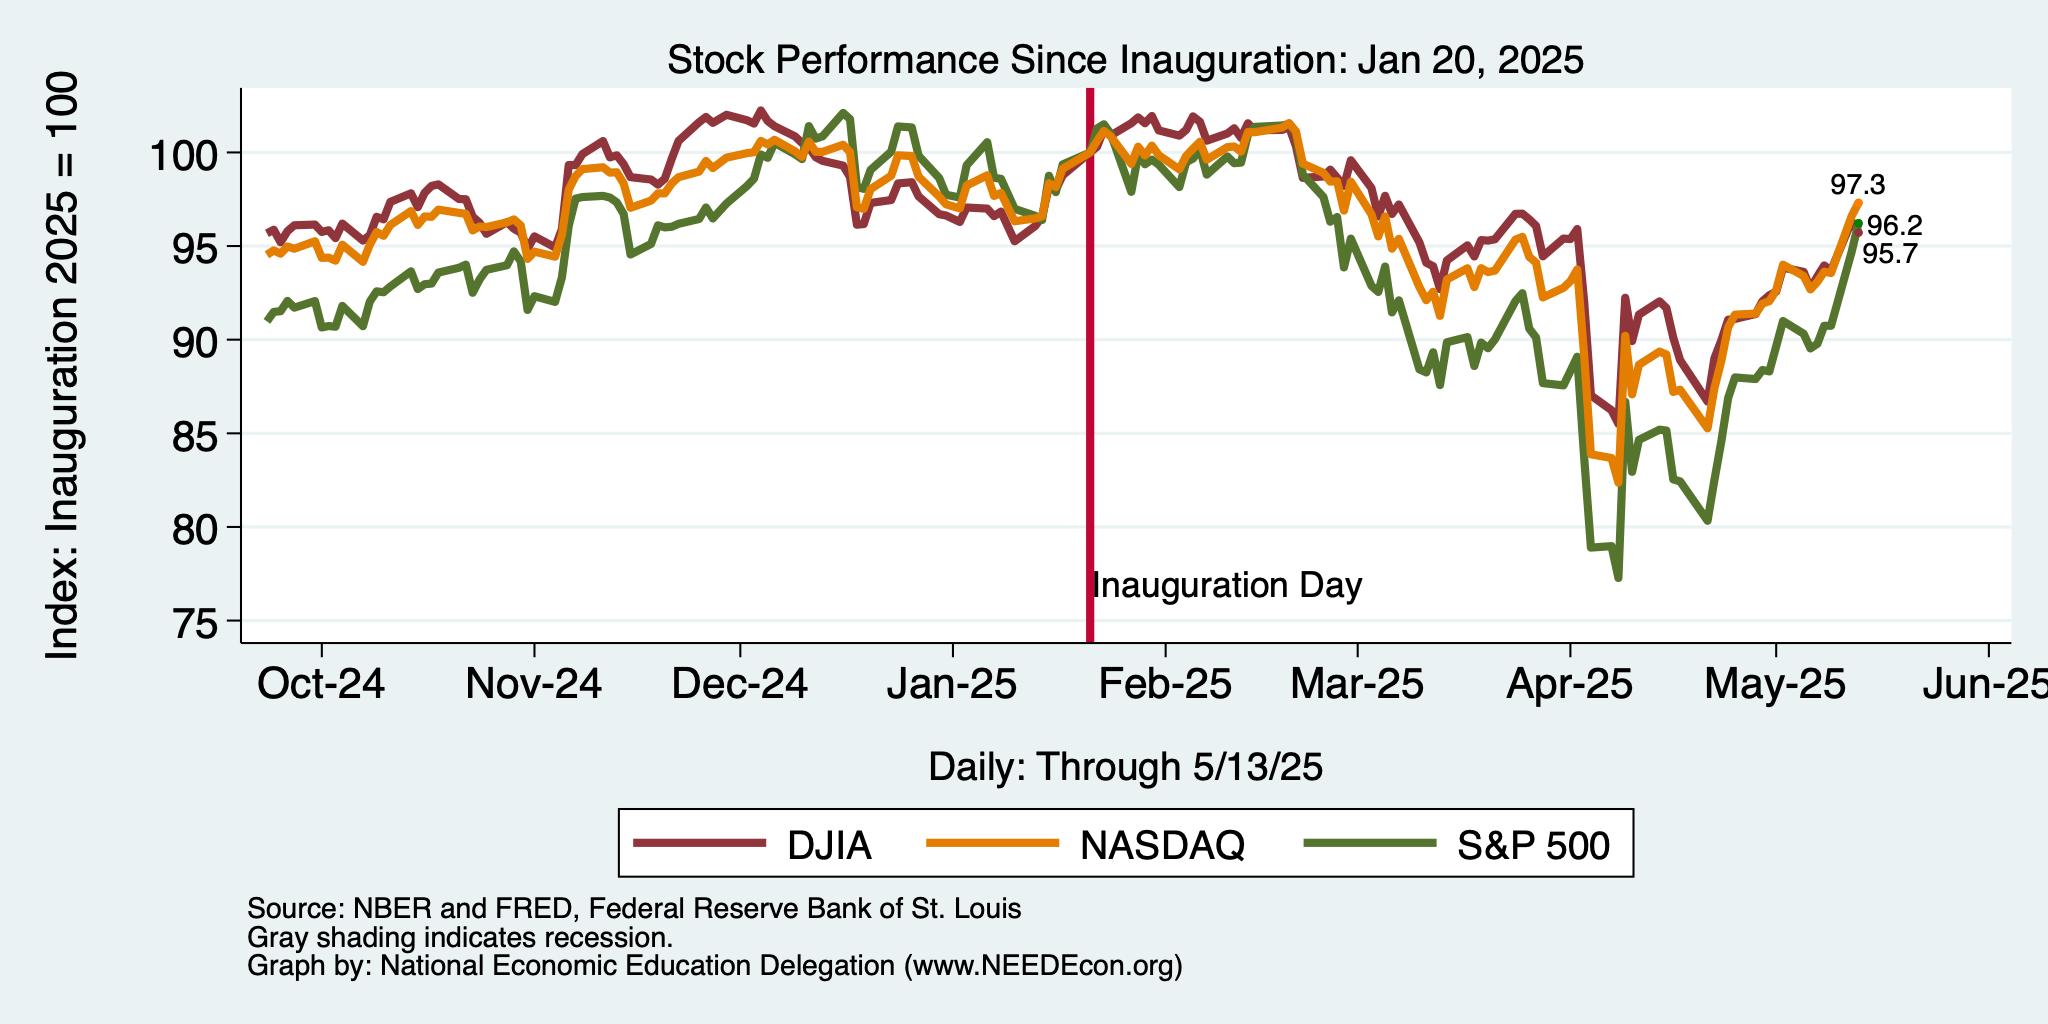 Stock Performance Since Inauguration: Jan 20, 2025
Index: Inauguration 2025 = 100
100
95
90
85
80
75
97.3
96.2
95.7
Inauguration Day
Oct-24 Nov-24 Dec-24 Jan-25 Feb-25 Mar-25 Apr-25 May-25 Jun-25
Daily: Through 5/13/25
DJIA NASDAQ S&P 500
Source: NBER and FRED, Federal Reserve Bank of St. Louis
Gray shading indicates recession.
Graph by: National Economic Education Delegation (www.NEEDEcon.org)